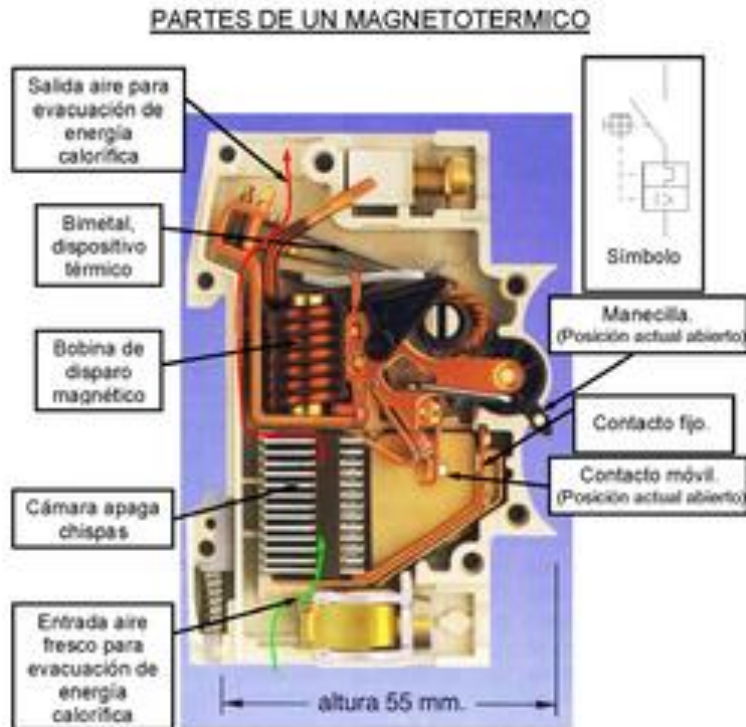 PARTES DE UN MAGNETOTERMICO
Salida aire para
evacuación de
energía
calorífica
Bimetal,
dispositivo
térmico
Bobina de
disparo
magnético
Cámara apaga
chispas
Entrada aire
fresco para
evacuación de
energía
calorífica
Símbolo
Manecilla.
(Posición actual abierto)
Contacto fijo.
Contacto móvil.
(Posición actual abierto)
altura 55 mm.